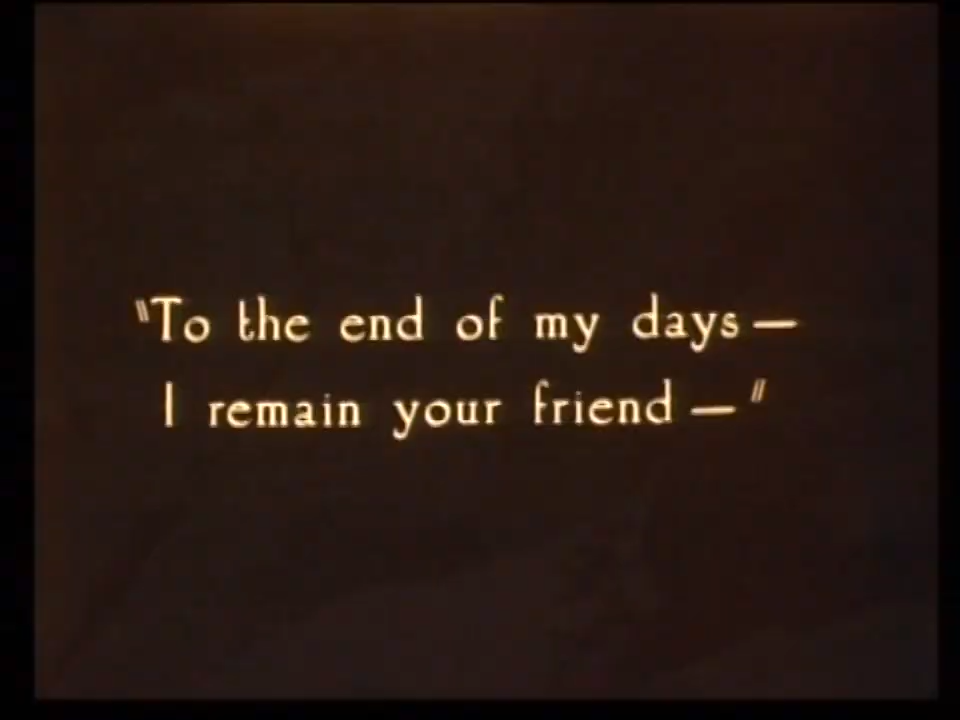 "To the end of my days—
I remain your friend—"